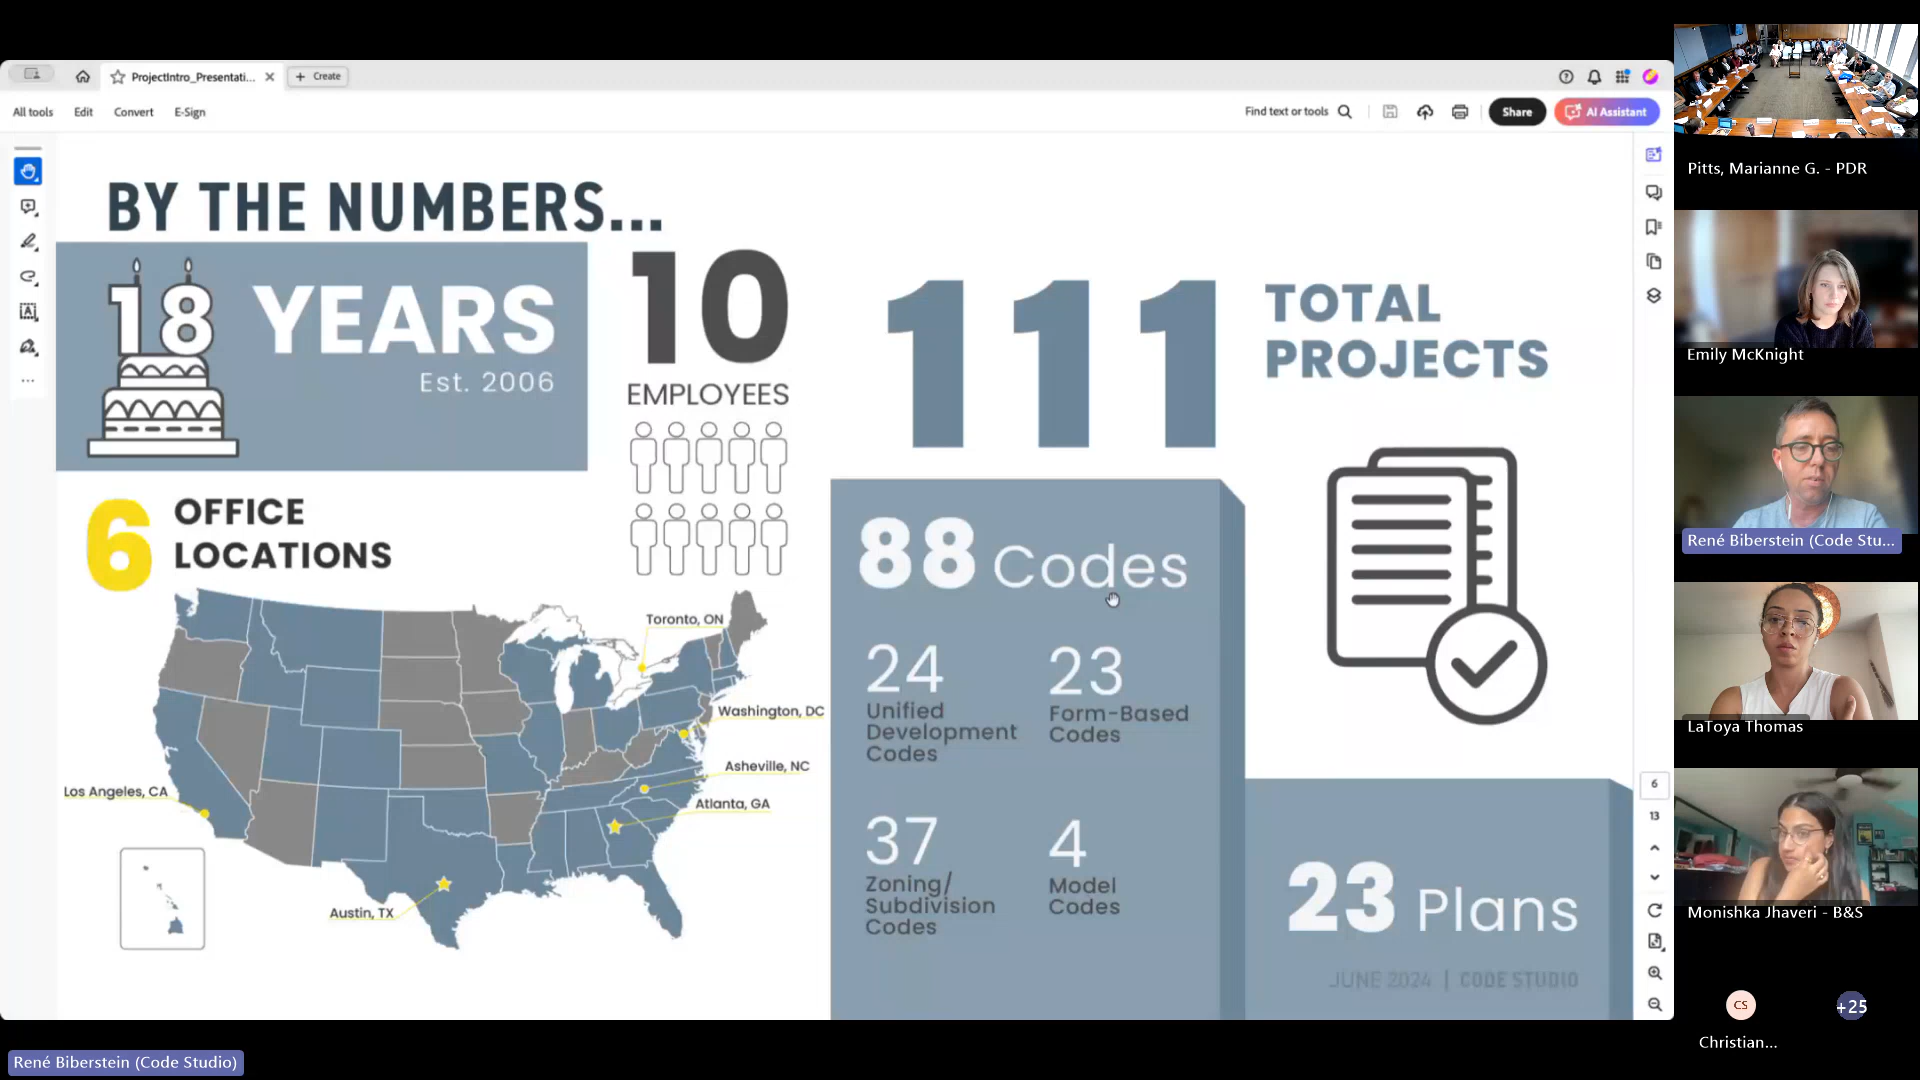 ProjectIntro_Presentati...
Create
All tools
Edit
Convert
E-Sign
Find text or tools
Share
AI Assistant
BY THE NUMBERS...
18 YEARS
Est. 2006
10
EMPLOYEES
111
TOTAL
PROJECTS
6
OFFICE
LOCATIONS
Toronto, ON
Washington, DC
Asheville, NC
Los Angeles, CA
Atlanta, GA
Austin, TX
88 Codes
24
Unified
Development
Codes
23
Form-Based
Codes
37
Zoning/
Subdivision
Codes
4
Model
Codes
23 Plans
JUNE 2024 | CODE STUDIO
6
13
Pitts, Marianne G. - PDR
Emily McKnight
René Biberstein (Code Stu...
LaToya Thomas
Monishka Jhaveri - B&S
CS
+25
Christian...
René Biberstein (Code Studio)